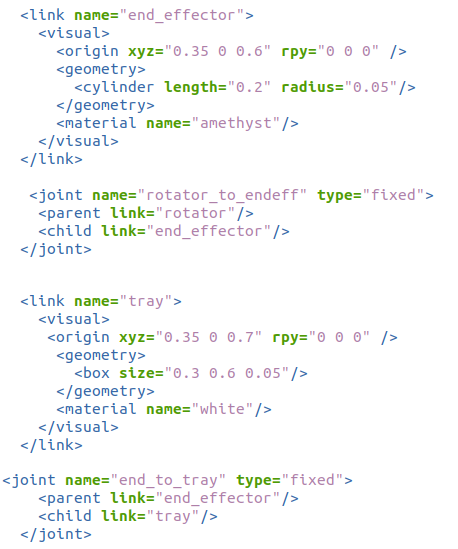 <link name="end_effector">
<visual>
<origin xyz="0.35 0 0.6" rpy="0 0 0" />
<geometry>
<cylinder length="0.2" radius="0.05"/>
</geometry>
<material name="amethyst"/>
</visual>
</link>
<joint name="rotator_to_endeff" type="fixed">
<parent link="rotator"/>
<child link="end_effector"/>
</joint>
<link name="tray">
<visual>
<origin xyz="0.35 0 0.7" rpy="0 0 0" />
<geometry>
<box size="0.3 0.6 0.05"/>
</geometry>
<material name="white"/>
</visual>
</link>
<joint name="end_to_tray" type="fixed">
<parent link="end_effector"/>
<child link="tray"/>
</joint>